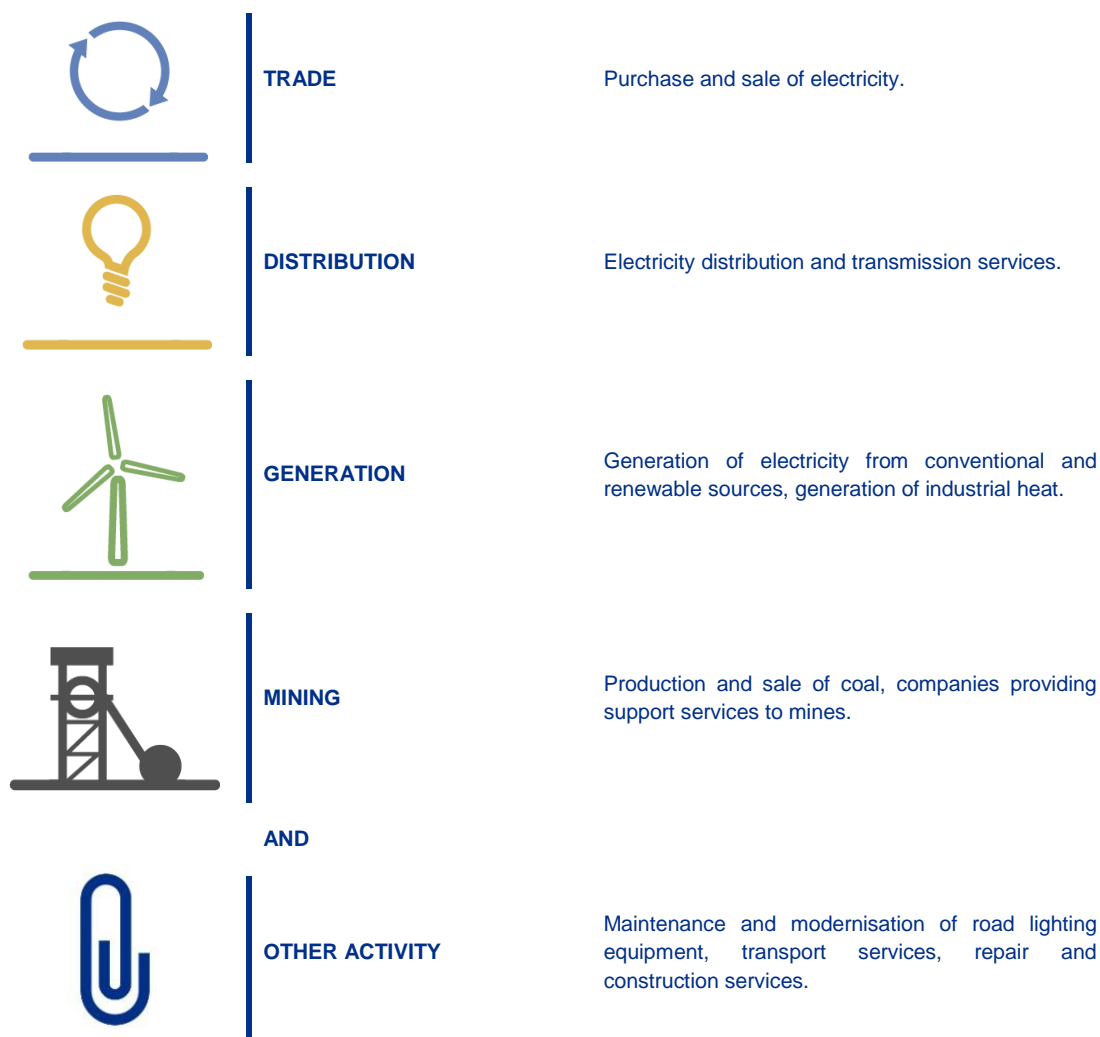 TRADE
Purchase and sale of electricity.
DISTRIBUTION
Electricity distribution and transmission services.
GENERATION
Generation of electricity from conventional and
renewable sources, generation of industrial heat.
MINING
Production and sale of coal, companies providing
support services to mines.
AND
OTHER ACTIVITY
Maintenance and modernisation of road lighting
equipment, transport services, repair and
construction services.